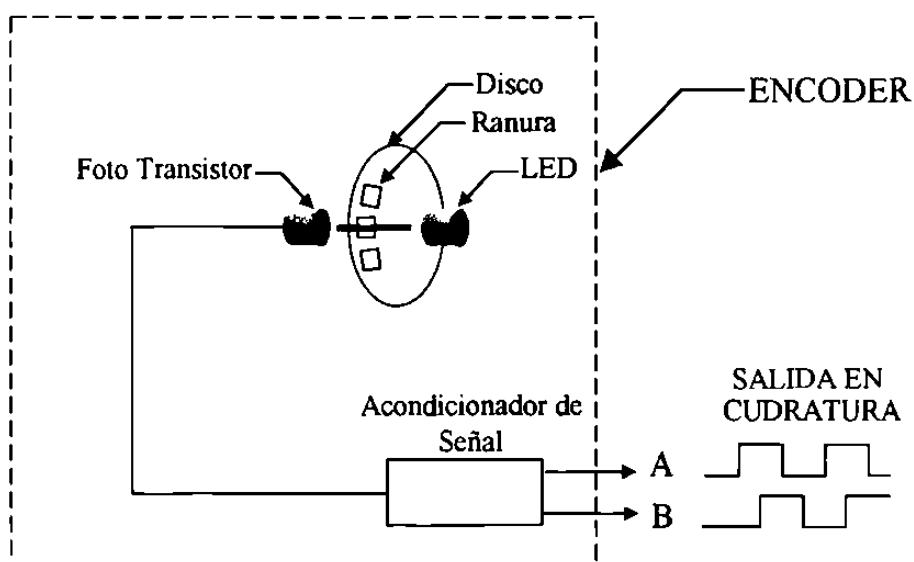 Disco
ENCODER
Ranura
Foto Transistor
LED
SALIDA EN
CUDRATURA
Acondicionador de
Señal
A
B